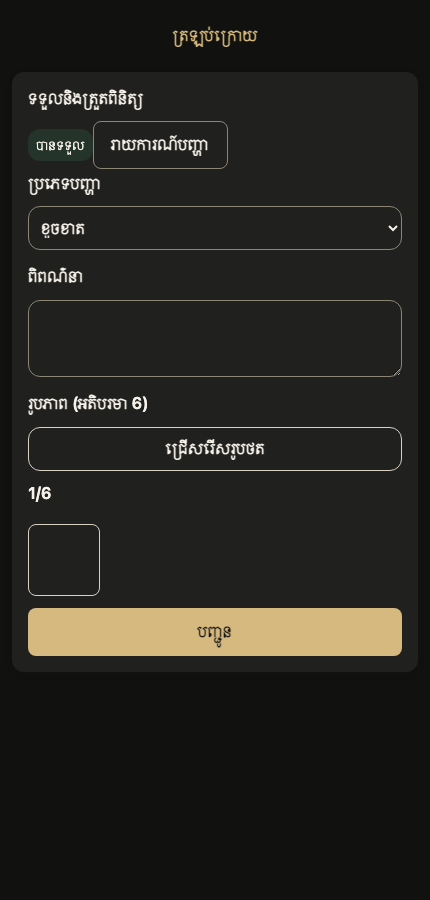 ត្រឡប់ក្រោយ
ទទួលនិងត្រួតពិនិត្យ
បានទទួល
រាយការណ៍បញ្ហា
ប្រភេទបញ្ហា
ខូចខាត
ពិពណ៌នា
រូបភាព (អតិបរមា 6)
ជ្រើសរើសរូបថត
1/6
បញ្ជូន